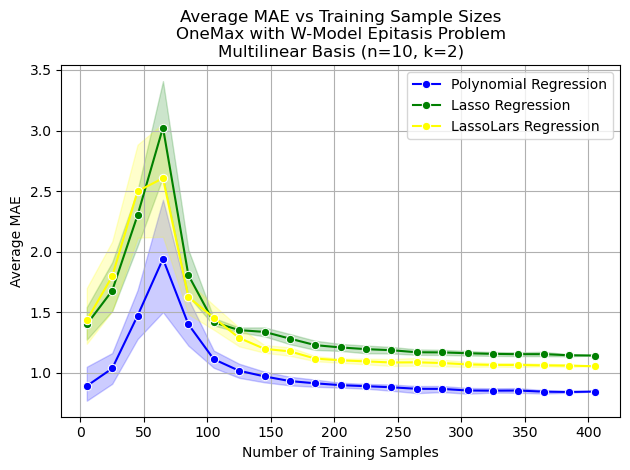 Average MAE vs Training Sample Sizes
OneMax with W-Model Epitasis Problem
Multilinear Basis (n=10, k=2)
Polynomial Regression
Lasso Regression
LassoLars Regression
Average MAE
3.5
3.0
2.5
2.0
1.5
1.0
0 50 100 150 200 250 300 350 400
Number of Training Samples